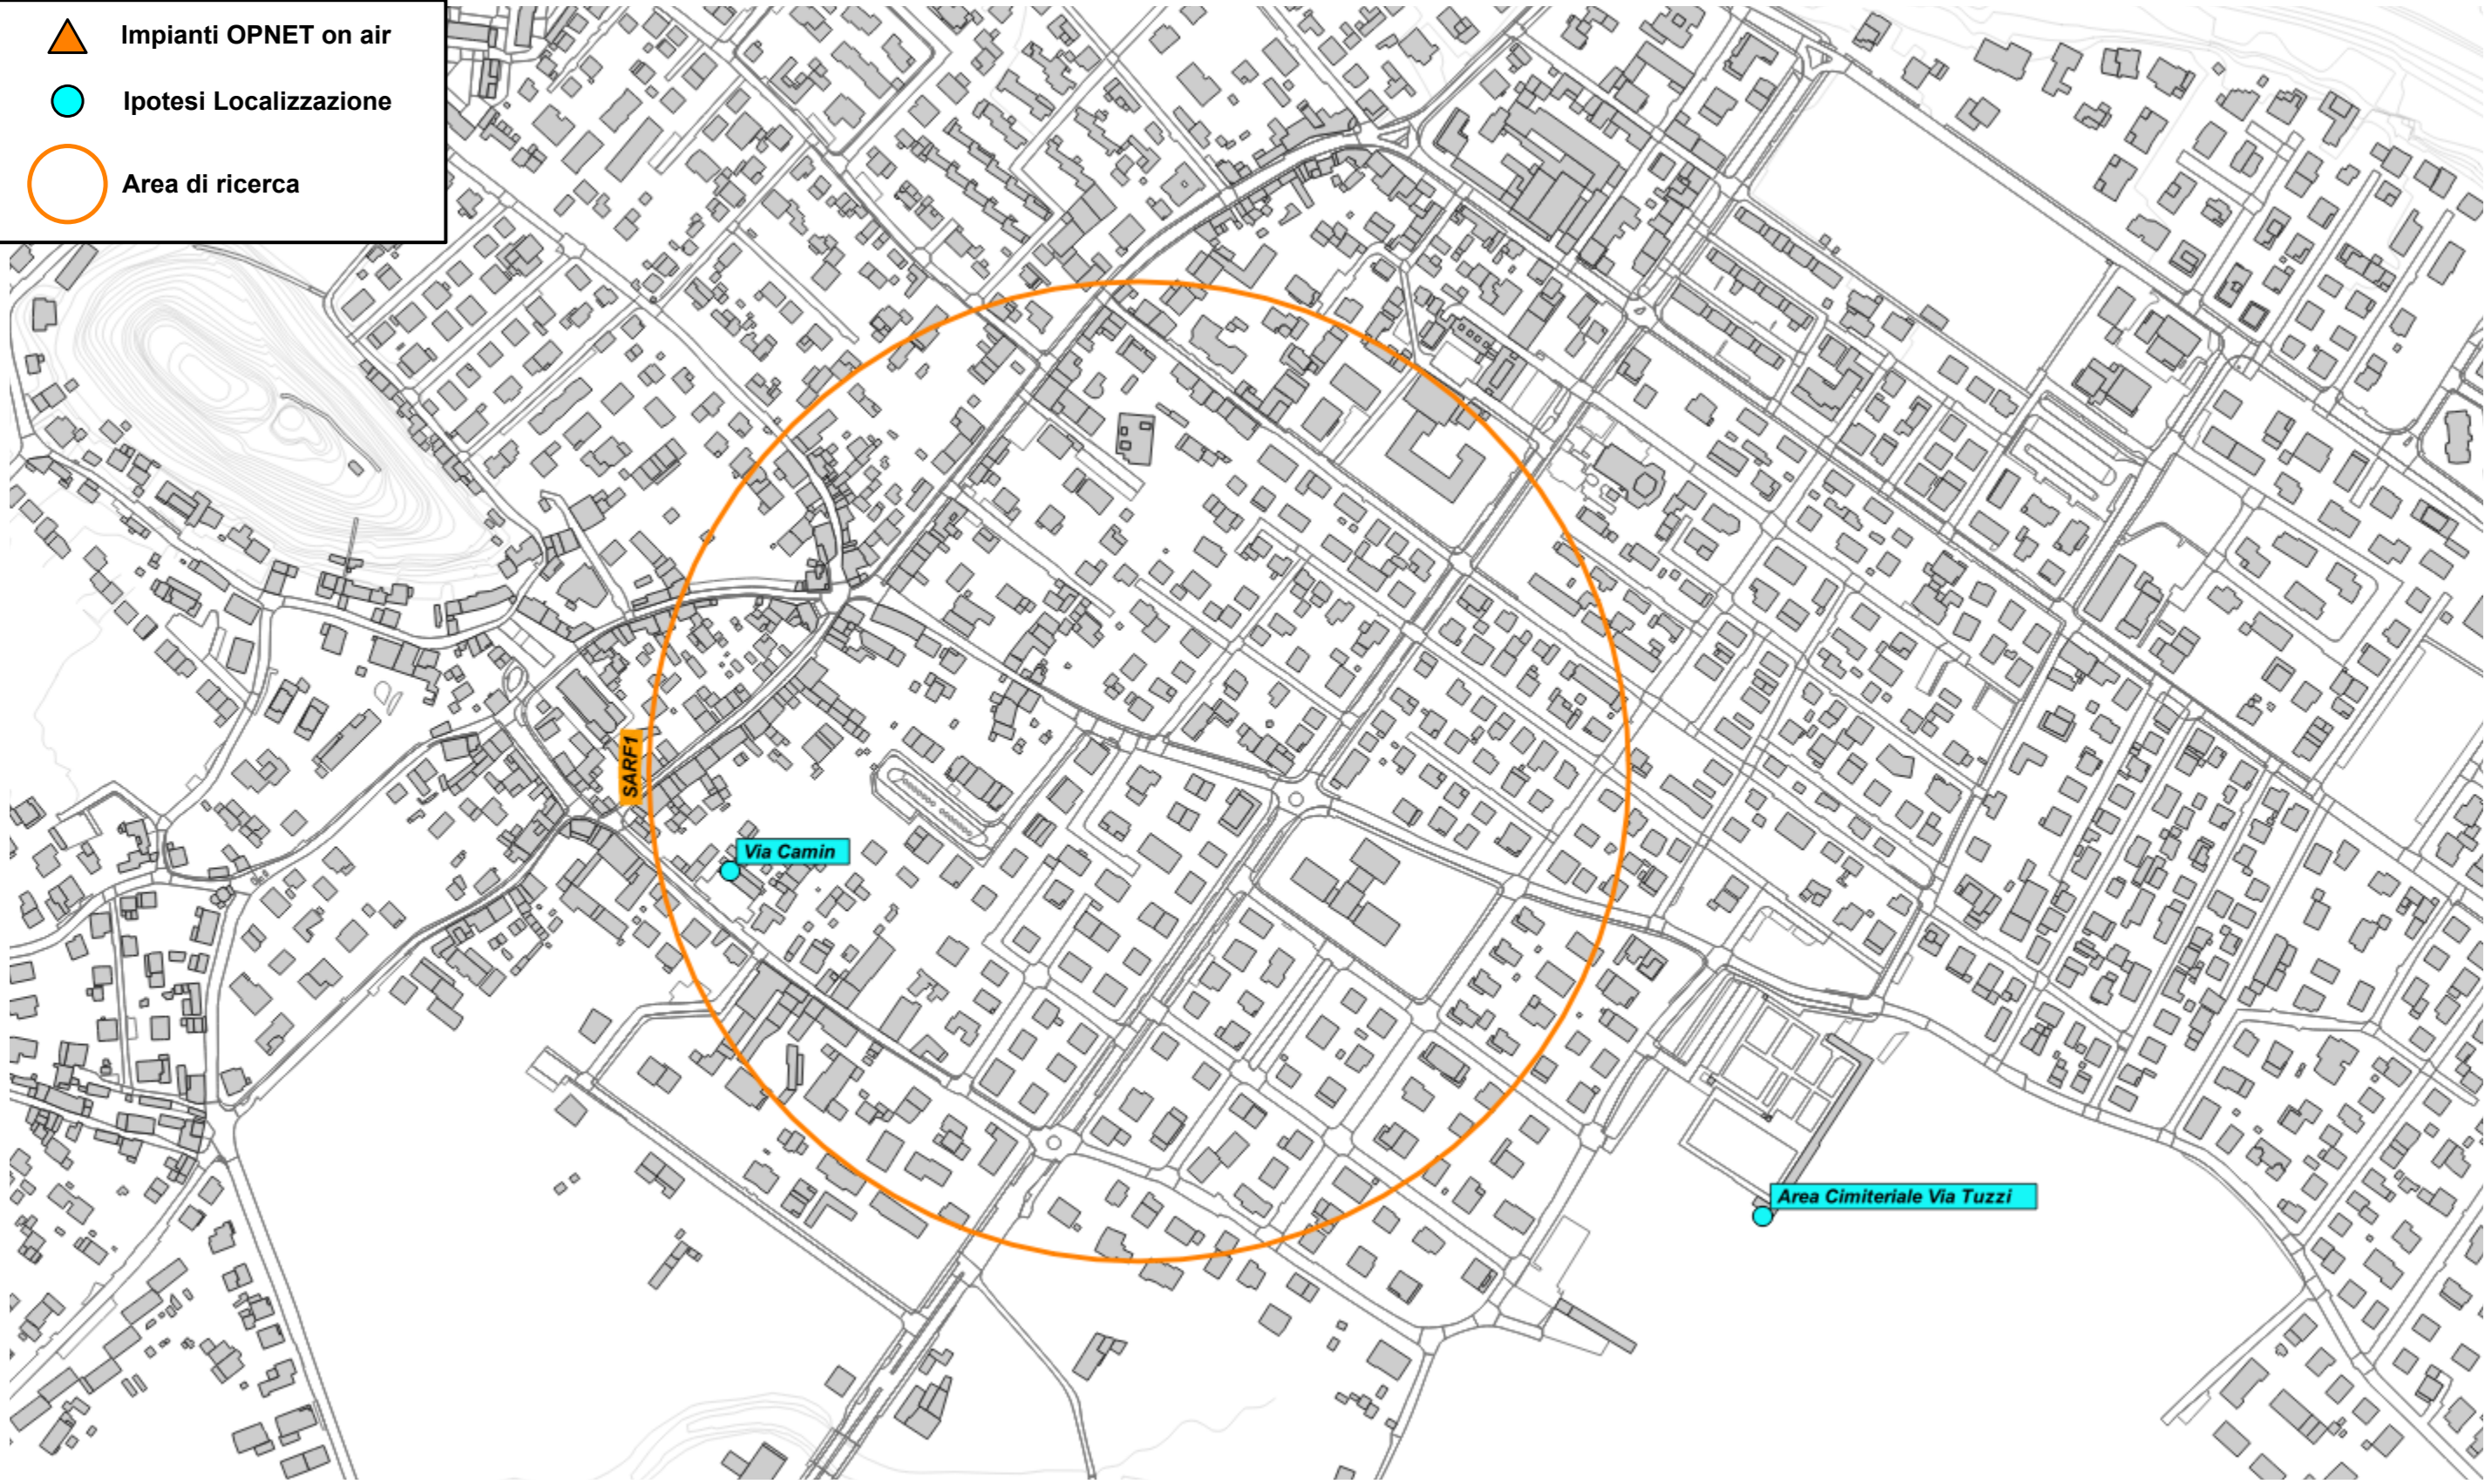 Impianti OPNET on air
Ipotesi Localizzazione
Area di ricerca
SARF1
Via Camin
Area Cimiteriale Via Tuzzi